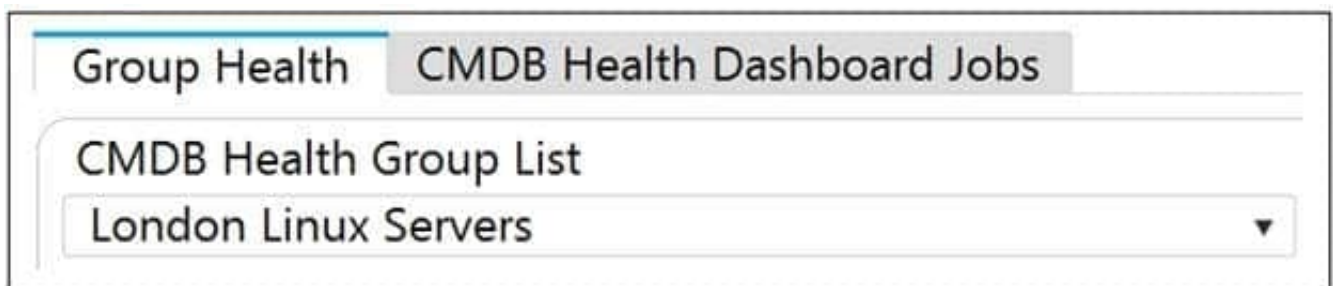 Group Health CMDB Health Dashboard Jobs
CMDB Health Group List
London Linux Servers